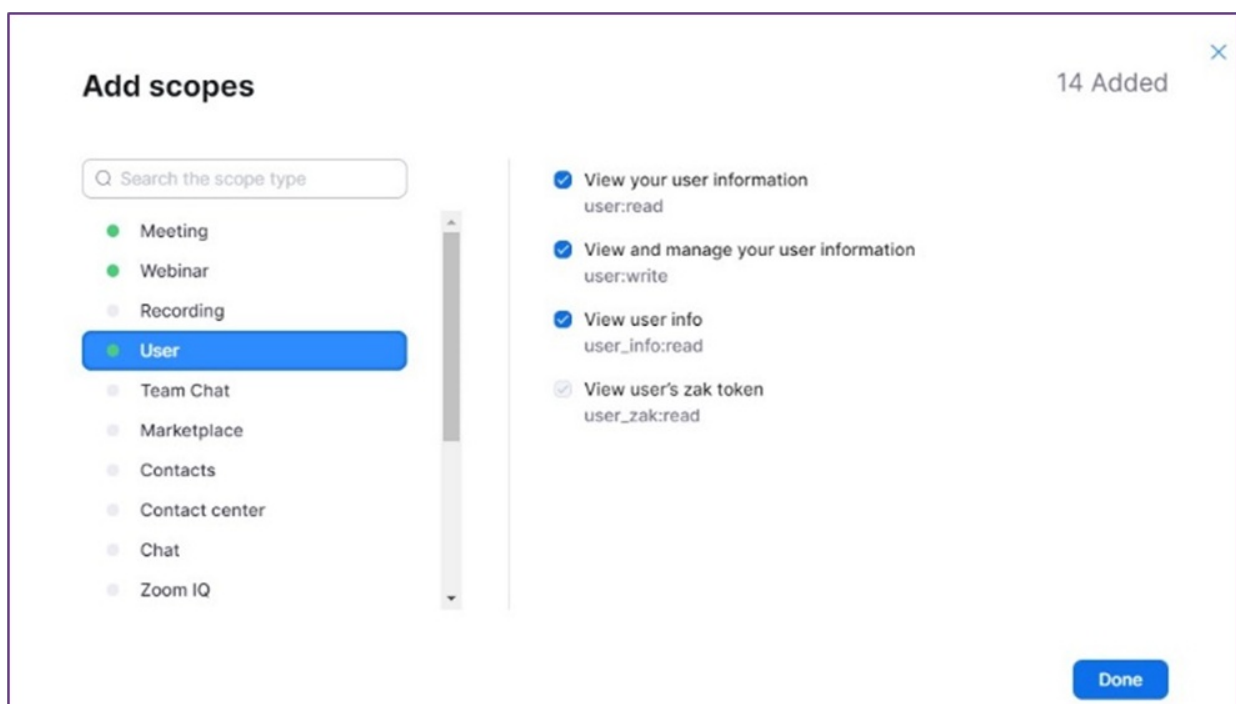 Add scopes
14 Added
Search the scope type
Meeting
Webinar
Recording
User
Team Chat
Marketplace
Contacts
Contact center
Chat
Zoom IQ
View your user information
user:read
View and manage your user information
user:write
View user info
user_info:read
View user's zak token
user_zak:read
Done